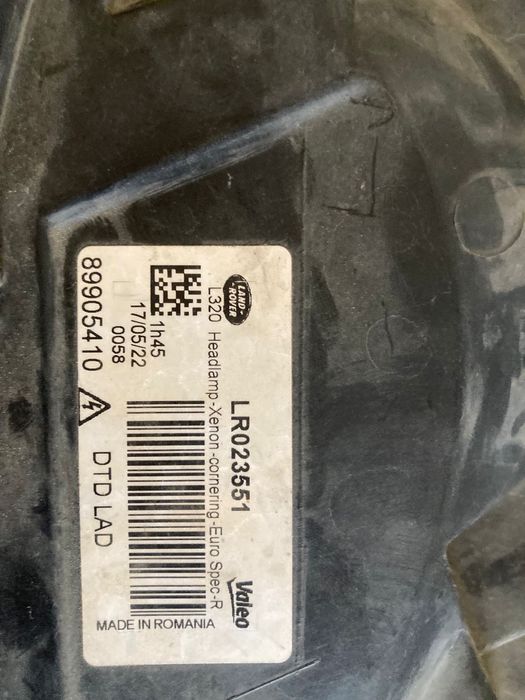 LAND-
ROVER
LR023551
Valeo
L320 Headlamp-Xenon-cornering-Euro Spec-R
1h45
17/05/22
0058
MADE IN ROMANIA
89905410
DTD LAD